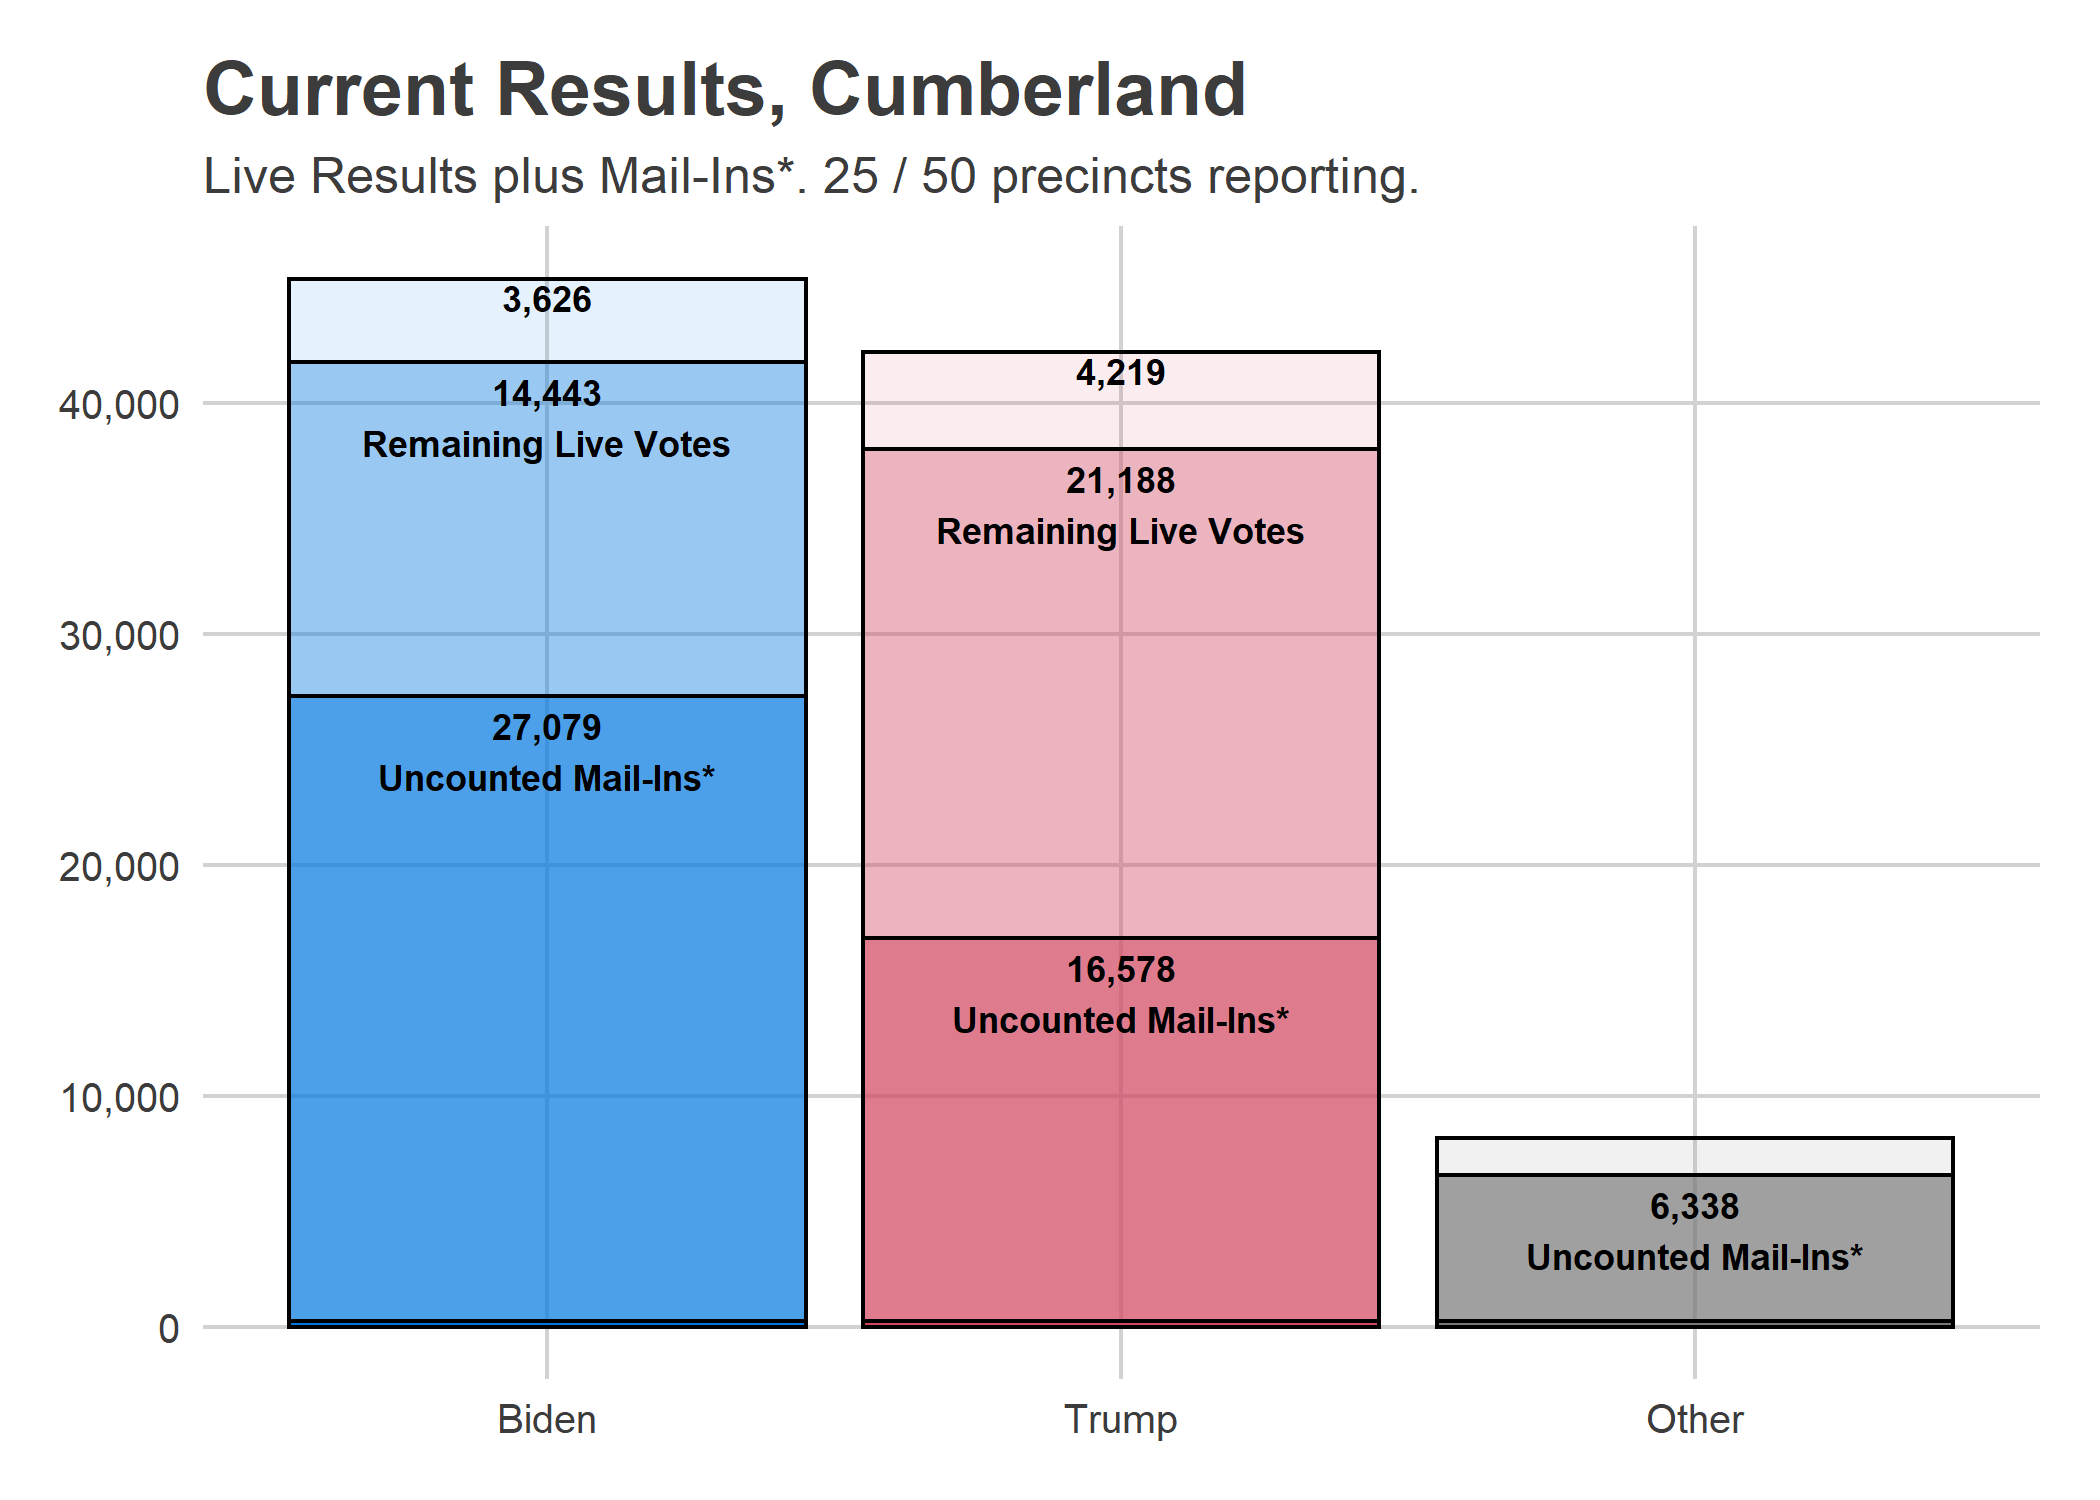 Current Results, Cumberland
Live Results plus Mail-Ins*. 25 / 50 precincts reporting.
3,626
14,443
Remaining Live Votes
27,079
Uncounted Mail-Ins*
4,219
21,188
Remaining Live Votes
16,578
Uncounted Mail-Ins*
6,338
Uncounted Mail-Ins*
40,000
30,000
20,000
10,000
0
Biden
Trump
Other